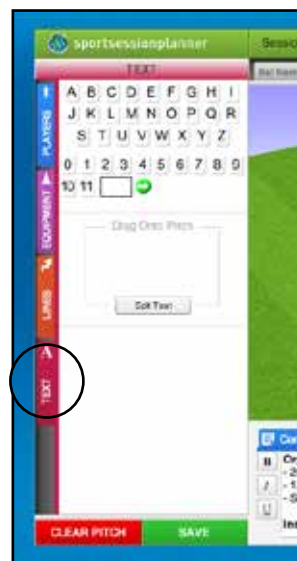 sportsessionplanner
Sessio
TEXT
A B C D E F G H I
J K L M N O P Q R
S T U V W X Y Z
0 1 2 3 4 5 6 7 8 9
10 11
Drag Onto Pitch
Edit Text
PLAYERS
EQUIPMENT
LINES
A
TEXT
CLEAR PITCH
SAVE
B
I
U